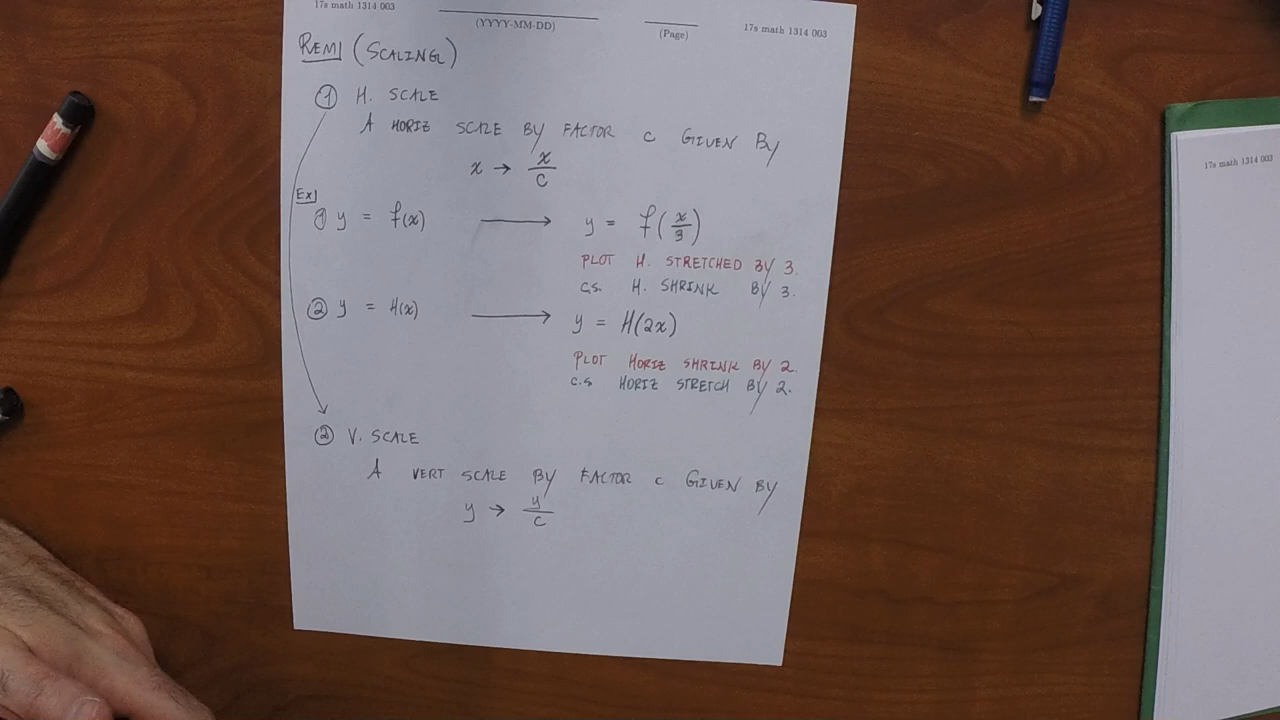 17s math 1314 003
(YYYY-MM-DD)
(Page)
17s math 1314 003
REM (SCALING)
① H. SCALE
A HORIZ SCALE BY FACTOR C GIVEN BY
x → x/C
Ex
① y = f(x) → y = f(x/3)
PLOT H. STRETCHED BY 3.
C.S. H. SHRINK BY 3.
② y = H(x) → y = H(2x)
PLOT HORIZ SHRINK BY 2.
C.S HORIZ STRETCH BY 2.
② V. SCALE
A VERT SCALE BY FACTOR C GIVEN BY
y → y/C
17s math 1314 003